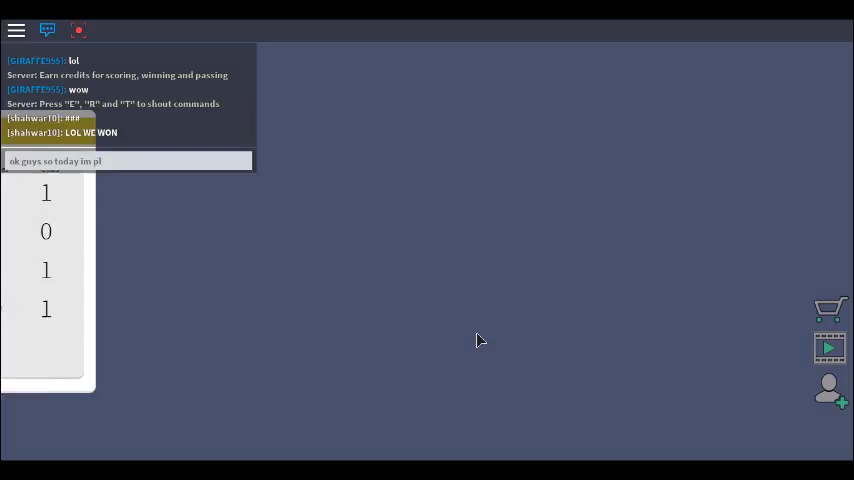 [GIRAFFE955]: lol
Server: Earn credits for scoring, winning and passing
[GIRAFFE955]: wow
Server: Press "E", "R" and "T" to shout commands
[shahwar10]: ###
[shahwar10]: LOL WE WON
ok guys so today im pl
1
0
1
1